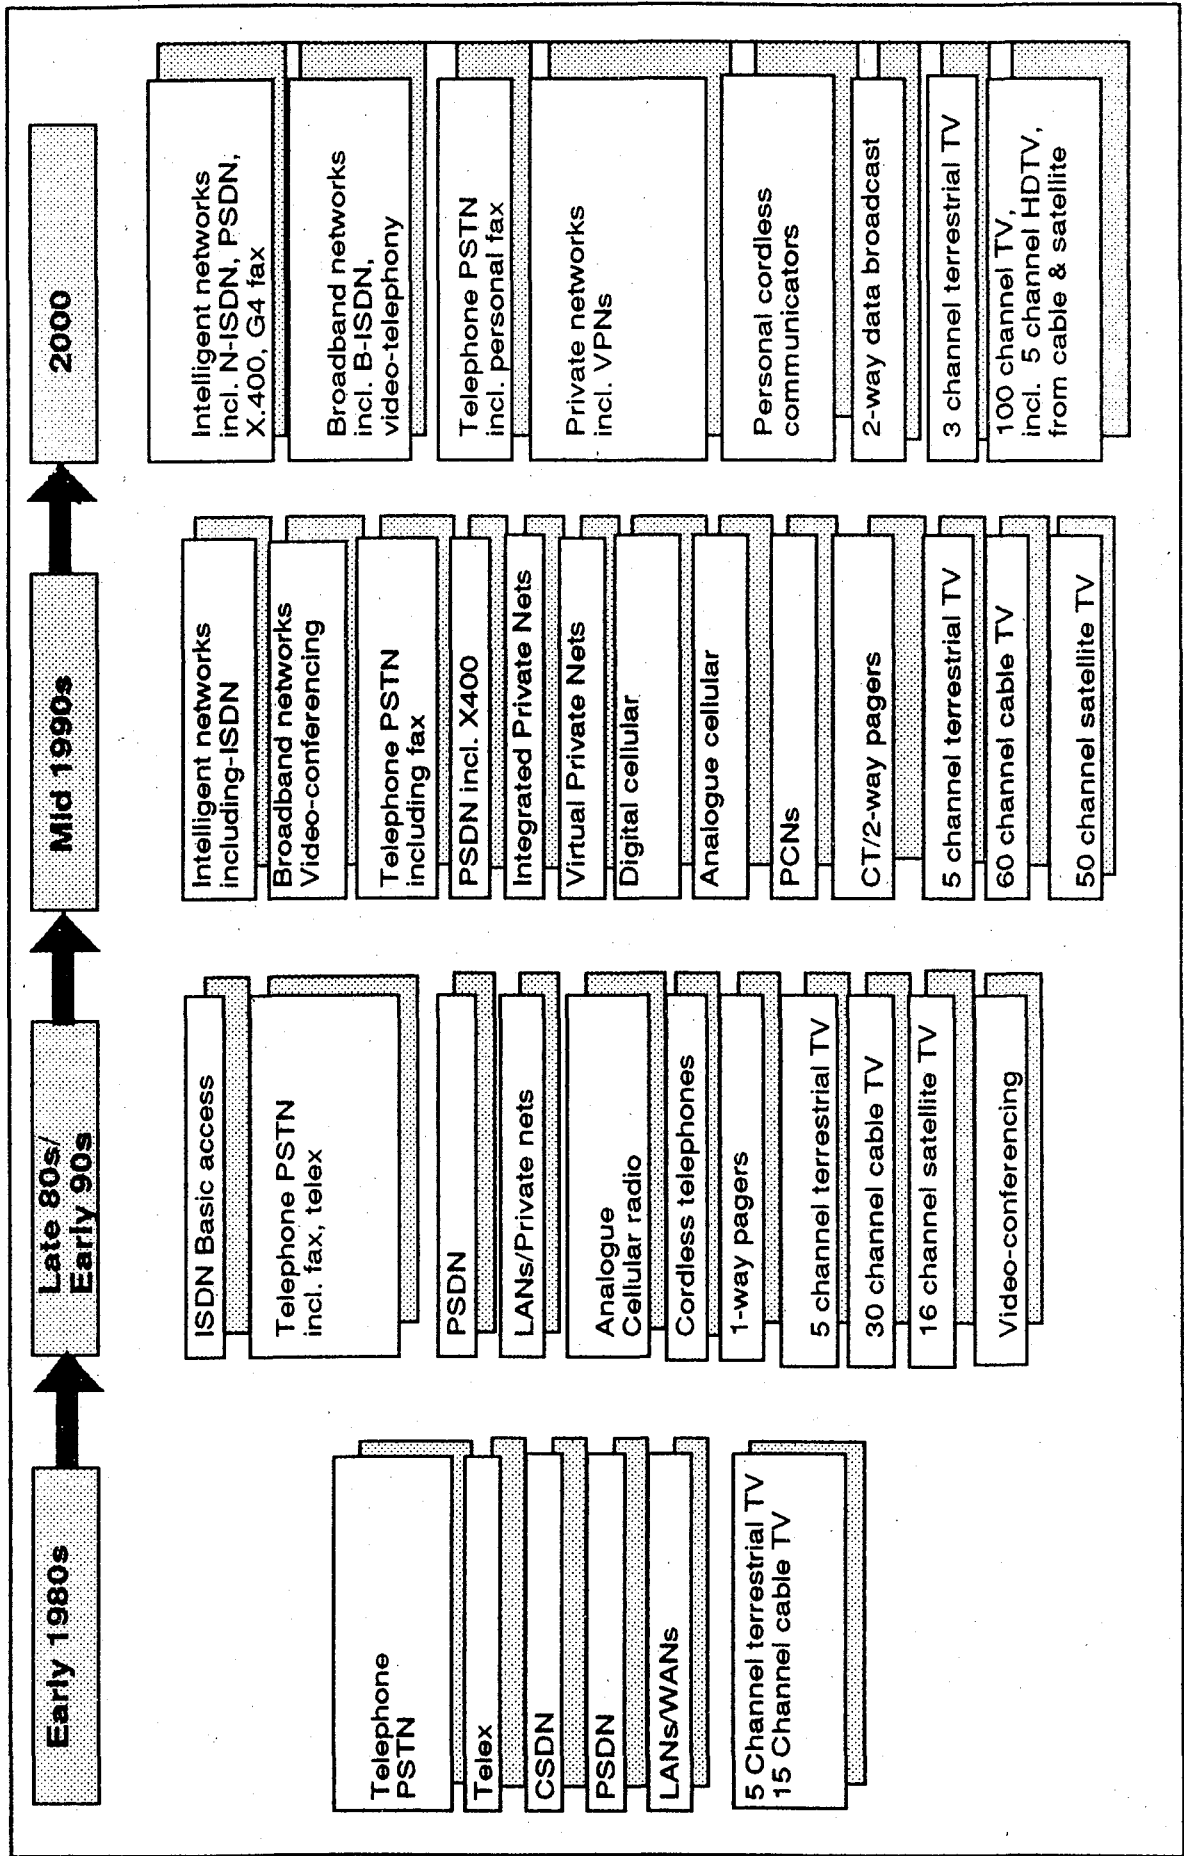 Early 1980s
Late 80s/
Early 90s
Mid 1990s
2000
Telephone
PSTN
Telex
CSDN
PSDN
LANs/WANs
5 Channel terrestrial TV
15 Channel cable TV
ISDN Basic access
Telephone PSTN
incl. fax, telex
PSDN
LANs/Private nets
Analogue
Cellular radio
Cordless telephones
1-way pagers
5 channel terrestrial TV
30 channel cable TV
16 channel satellite TV
Video-conferencing
Intelligent networks
including-ISDN
Broadband networks
Video-conferencing
Telephone PSTN
including fax
PSDN incl. X400
Integrated Private Nets
Virtual Private Nets
Digital cellular
Analogue cellular
PCNs
CT/2-way pagers
5 channel terrestrial TV
60 channel cable TV
50 channel satellite TV
Intelligent networks
incl. N-ISDN, PSDN,
X.400, G4 fax
Broadband networks
incl. B-ISDN,
video-telephony
Telephone PSTN
incl. personal fax
Private networks
incl. VPNs
Personal cordless
communicators
2-way data broadcast
3 channel terrestrial TV
100 channel TV,
incl. 5 channel HDTV,
from cable & satellite